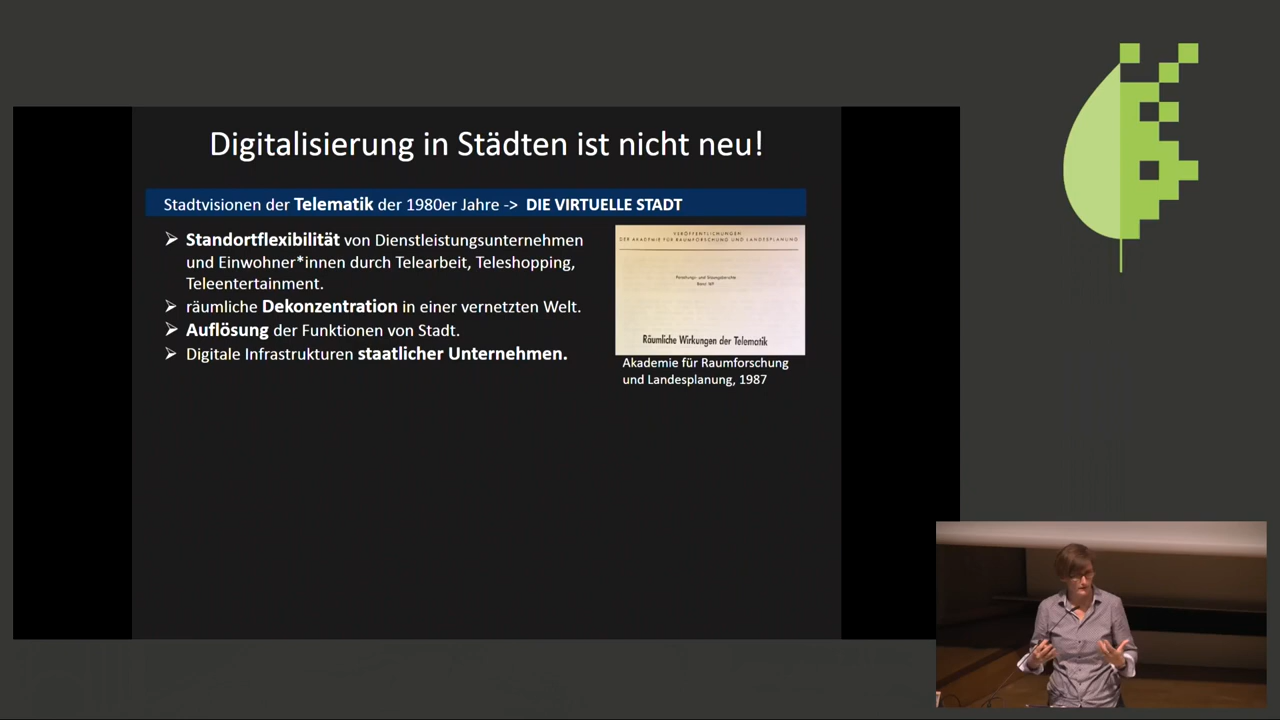 Digitalisierung in Städten ist nicht neu!
Stadtvisionen der Telematik der 1980er Jahre -> DIE VIRTUELLE STADT
➢ Standortflexibilität von Dienstleistungsunternehmen
und Einwohner*innen durch Telearbeit, Teleshopping,
Teleentertainment.
➢ räumliche Dekonzentration in einer vernetzten Welt.
➢ Auflösung der Funktionen von Stadt.
➢ Digitale Infrastrukturen staatlicher Unternehmen.
VERÖFFENTLICHUNGEN
DER AKADEMIE FÜR RAUMFORSCHUNG UND LANDESPLANUNG
Forschungs- und Sitzungsberichte
Räumliche Wirkungen der Telematik
Akademie für Raumforschung
und Landesplanung, 1987